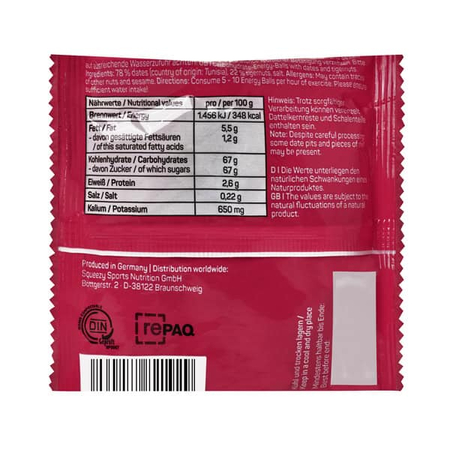 auf ausreichende Wasserzufuhr achten!
Ingredients: 78 % dates (country of origin: Tunisia), 22 % tigernuts, salt. Allergens: May contain traces
of other nuts and sesame. Directions: Consume 5 - 10 Energy-Balls per hour of exercise. Please ensure
sufficient water intake!
Nährwerte / Nutritional values pro / per 100 g
Brennwert / Energy 1.456 kJ / 348 kcal
Fett / Fat 5,5 g
- davon gesättigte Fettsäuren 1,2 g
/ of this saturated fatty acids
Kohlenhydrate / Carbohydrates 67 g
- davon Zucker / of which sugars 67 g
Eiweiß / Protein 2,6 g
Salz / Salt 0,22 g
Kalium / Potassium 650 mg
Hinweis: Trotz sorgfältiger
Verarbeitung können vereinzelt
Dattelkernreste und Schalenteile
enthalten sein.
Note: Despite careful processing
some date pits and pieces of
may be present.
D | Die Werte unterliegen den
natürlichen Schwankungen eines
Naturproduktes.
GB | The values are subject to the
natural fluctuations of a natural
product.
Produced in Germany | Distribution worldwide:
Squeezy Sports Nutrition GmbH
Böttgerstr. 2 · D-38122 Braunschweig
DIN
rePAQ
Kühl und trocken lagern /
Keep in a cool and dry place
Mindestens haltbar bis Ende:
Best before end: